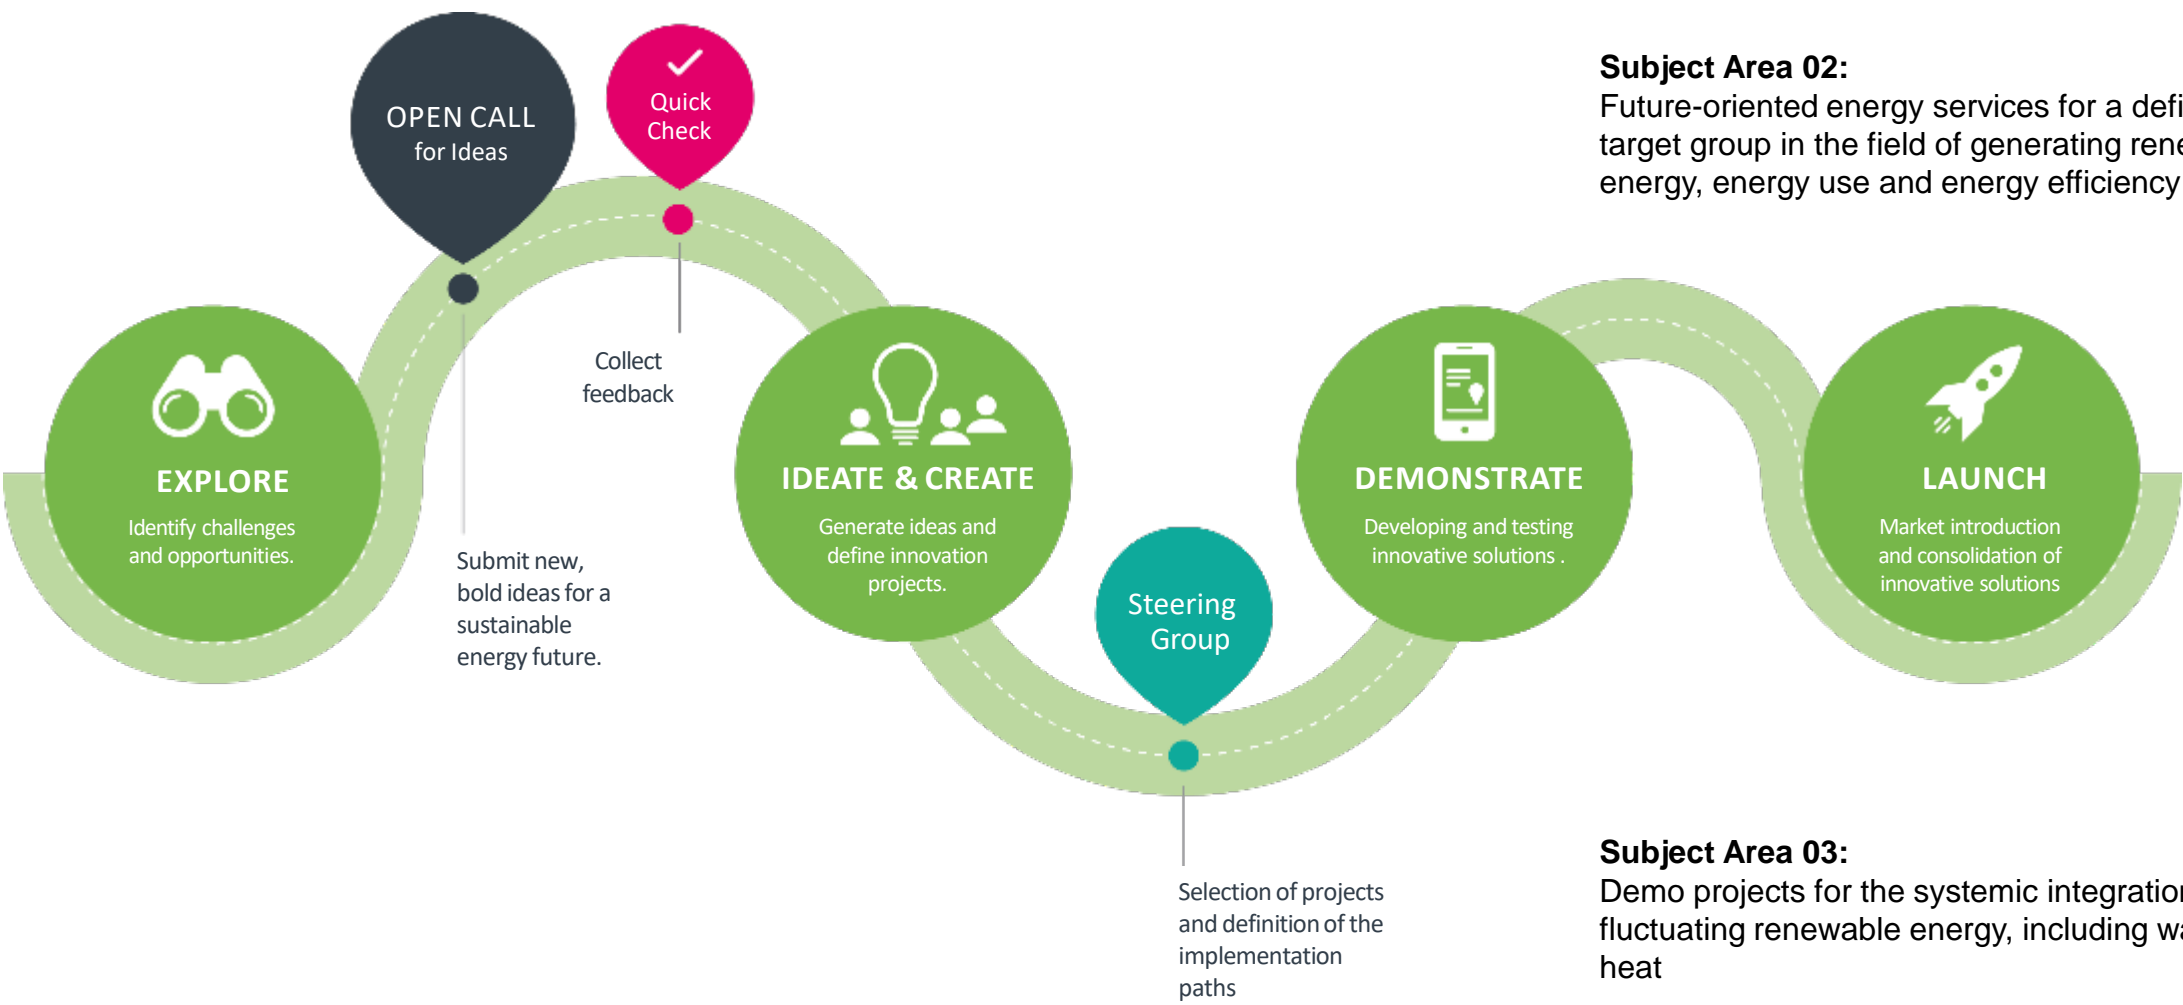 OPEN CALL
for Ideas
Quick
Check
Subject Area 02:
Future-oriented energy services for a
target group in the field of generating
energy, energy use and energy efficiency
Collect
feedback
EXPLORE
Identify challenges
and opportunities.
Submit new,
bold ideas for a
sustainable
energy future.
IDEATE & CREATE
Generate ideas and
define innovation
projects.
Steering
Group
Selection of projects
and definition of the
implementation
paths
DEMONSTRATE
Developing and testing
innovative solutions .
LAUNCH
Market introduction
and consolidation of
innovative solutions
Subject Area 03:
Demo projects for the systemic
fluctuating renewable energy, including
heat